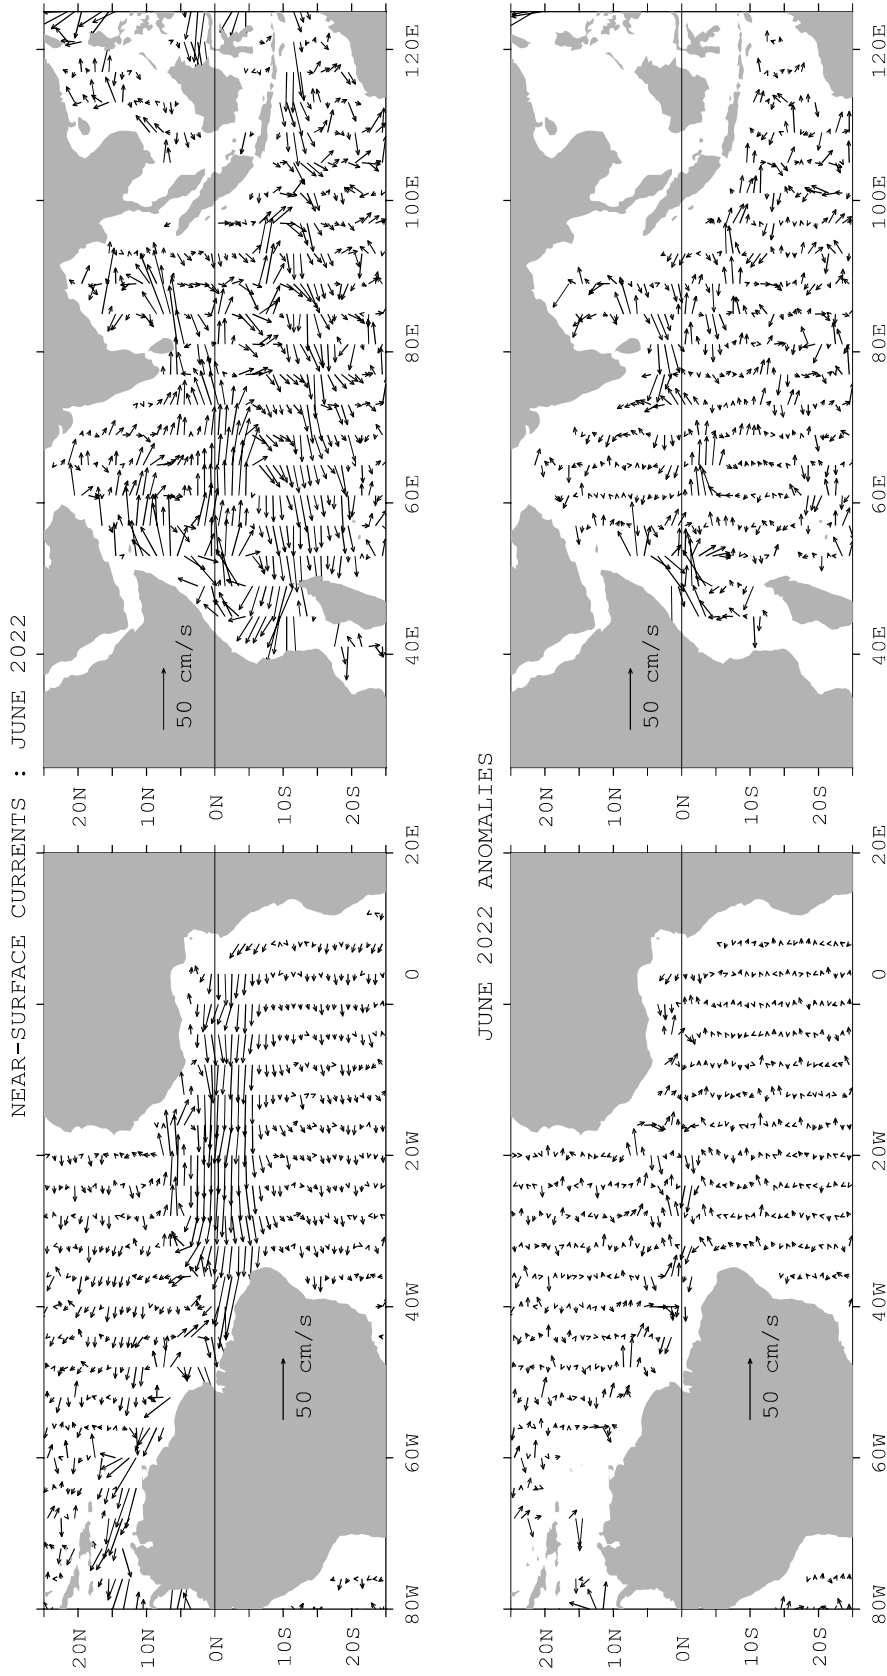 NEAR-SURFACE CURRENTS : JUNE 2022
20N
10N
0N
10S
20S
50 cm/s
80W
60W
40W
20W
0
20E
20N
10N
0N
10S
20S
50 cm/s
40E
60E
80E
100E
120E
JUNE 2022 ANOMALIES
20N
10N
0N
10S
20S
50 cm/s
80W
60W
40W
20W
0
20E
20N
10N
0N
10S
20S
50 cm/s
40E
60E
80E
100E
120E